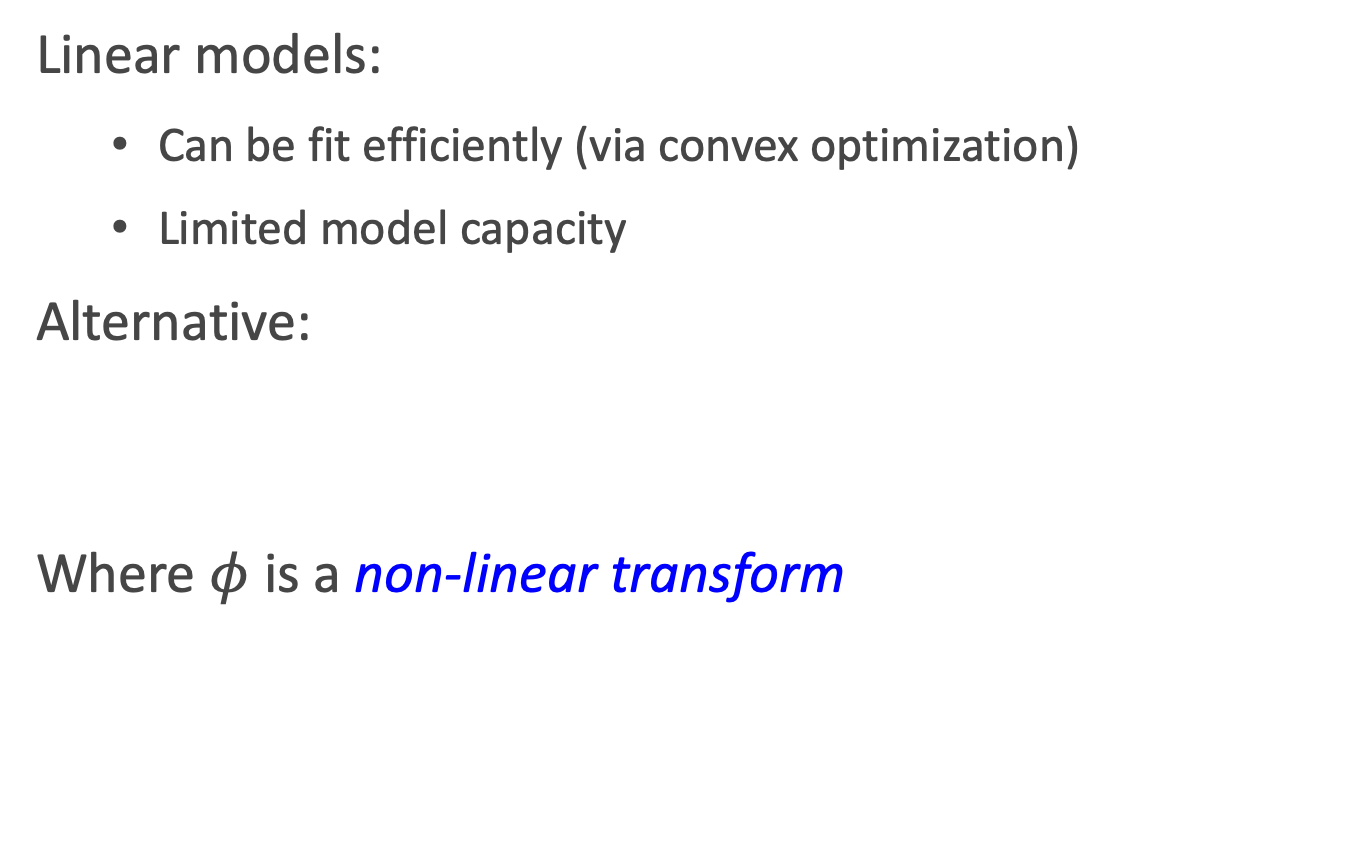 Linear models:
• Can be fit efficiently (via convex optimization)
• Limited model capacity
Alternative:
Where ϕ is a non-linear transform